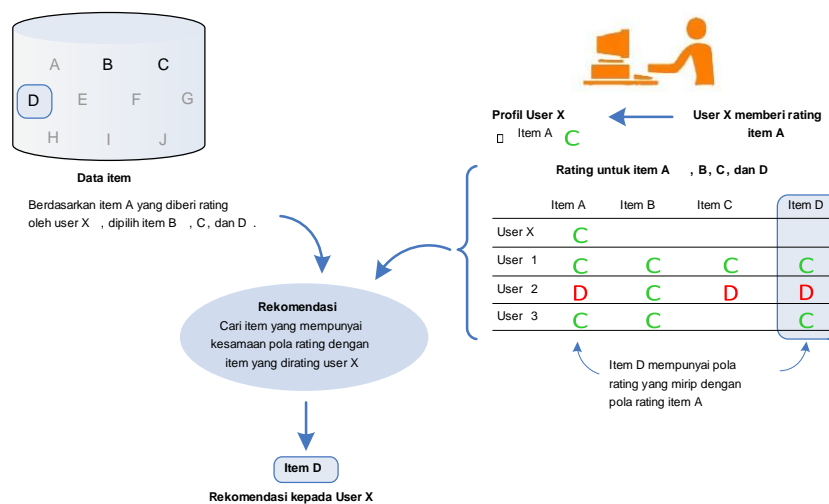 A B C
D E F G
H I J
Data item
Berdasarkan item A yang diberi rating
oleh user X , dipilih item B , C, dan D .
Profil User X
Item A C
User X memberi rating
item A
Rating untuk item A , B, C, dan D
Item A Item B Item C Item D
User X C
User 1 C C C C
User 2 D C D D
User 3 C C C
Item D mempunyai pola
rating yang mirip dengan
pola rating item A
Rekomendasi
Cari item yang mempunyai
kesamaan pola rating dengan
item yang dirating user X
Item D
Rekomendasi kepada User X